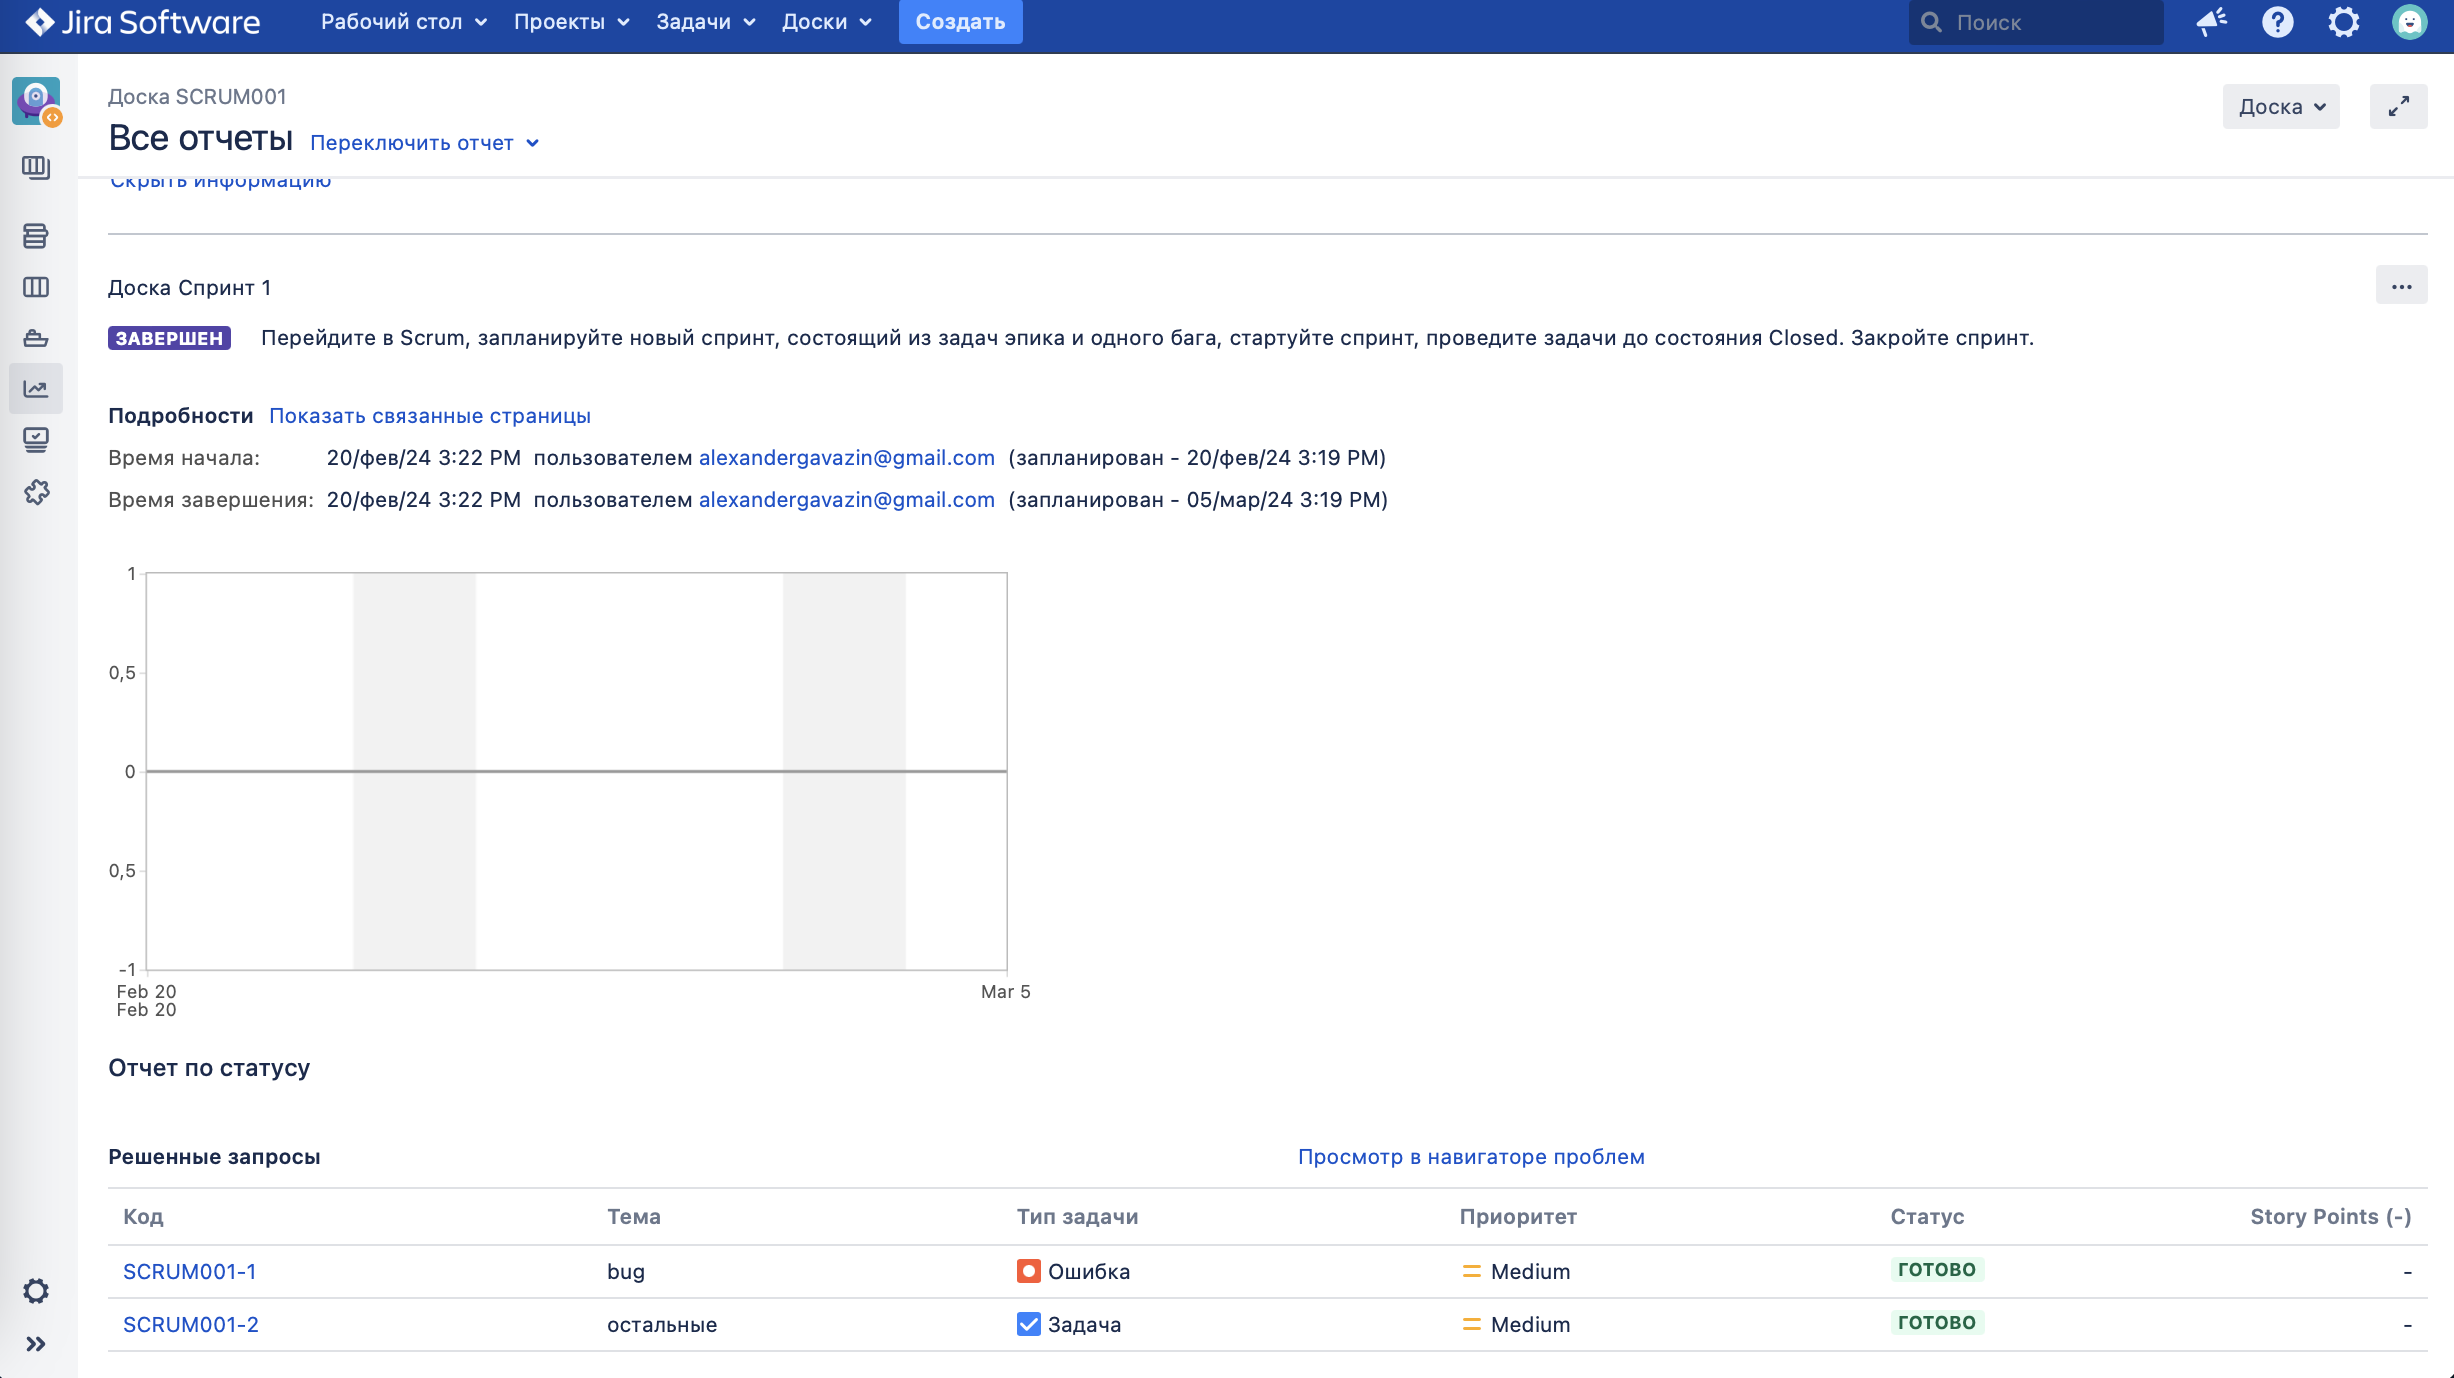 Jira Software Рабочий стол Проекты Задачи Доски Создать Поиск
Доска SCRUM001
Все отчеты Переключить отчет
Доска
Скрыть информацию
Доска Спринт 1
ЗАВЕРШЕН Перейдите в Scrum, запланируйте новый спринт, состоящий из задач эпика и одного бага, стартуйте спринт, проведите задачи до состояния Closed. Закройте спринт.
Подробности Показать связанные страницы
Время начала: 20/фев/24 3:22 PM пользователем alexandergavazin@gmail.com (запланирован - 20/фев/24 3:19 PM)
Время завершения: 20/фев/24 3:22 PM пользователем alexandergavazin@gmail.com (запланирован - 05/мар/24 3:19 PM)
1
0,5
0
0,5
-1
Feb 20 Mar 5
Feb 20
Отчет по статусу
Решенные запросы Просмотр в навигаторе проблем
Код Тема Тип задачи Приоритет Статус Story Points (-)
SCRUM001-1 bug Ошибка Medium ГОТОВО -
SCRUM001-2 остальные Задача Medium ГОТОВО -